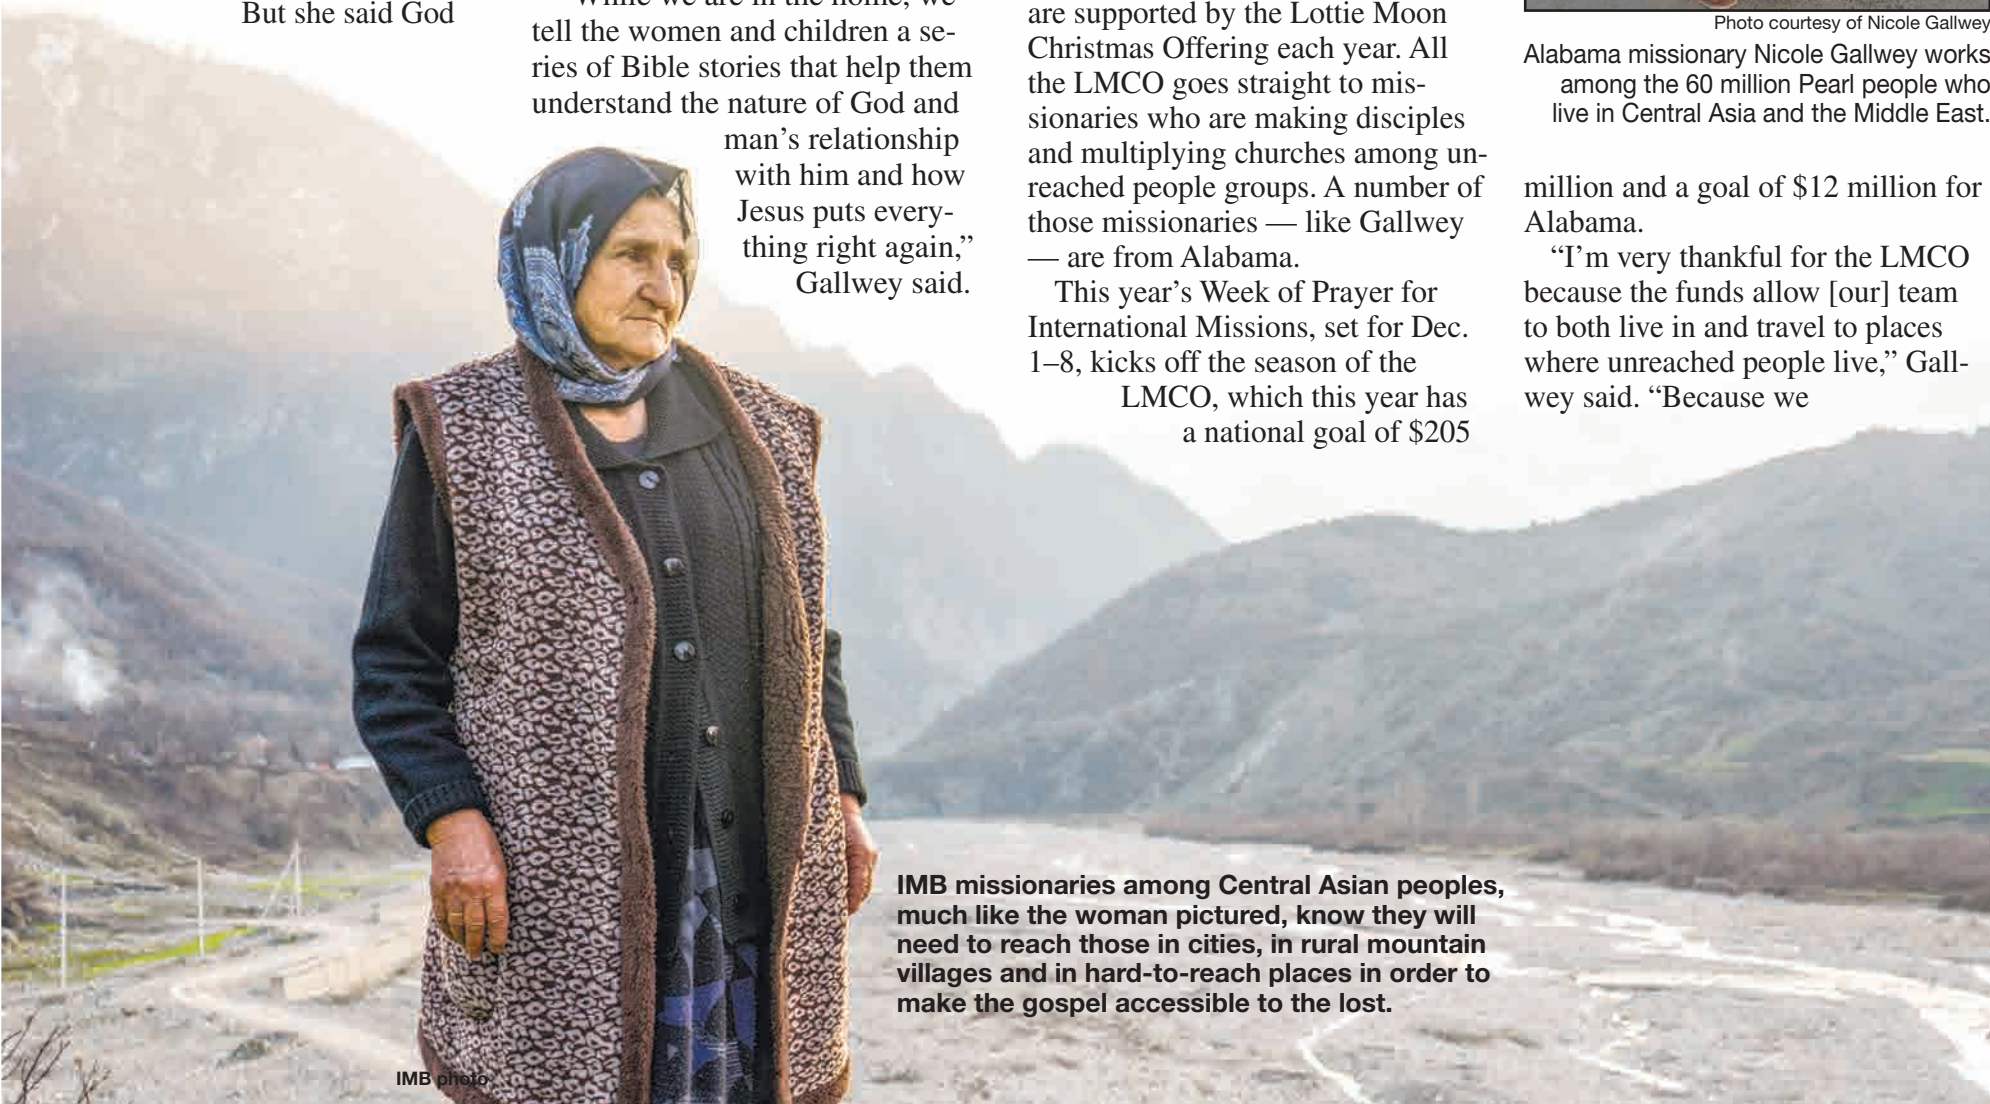 But she said God
While we are in the home, we
tell the women and children a se-
ries of Bible stories that help them
understand the nature of God and
man’s relationship
with him and how
Jesus puts every-
thing right again,”
Gallwey said.
are supported by the Lottie Moon
Christmas Offering each year. All
the LMCO goes straight to mis-
sionaries who are making disciples
and multiplying churches among un-
reached people groups. A number of
those missionaries — like Gallwey
— are from Alabama.
This year’s Week of Prayer for
International Missions, set for Dec.
1–8, kicks off the season of the
LMCO, which this year has
a national goal of $205
Photo courtesy of Nicole Gallwey
Alabama missionary Nicole Gallwey works
among the 60 million Pearl people who
live in Central Asia and the Middle East.
million and a goal of $12 million for
Alabama.
“I’m very thankful for the LMCO
because the funds allow [our] team
to both live in and travel to places
where unreached people live,” Gall-
wey said. “Because we
IMB missionaries among Central Asian peoples,
much like the woman pictured, know they will
need to reach those in cities, in rural mountain
villages and in hard-to-reach places in order to
make the gospel accessible to the lost.
IMB photo